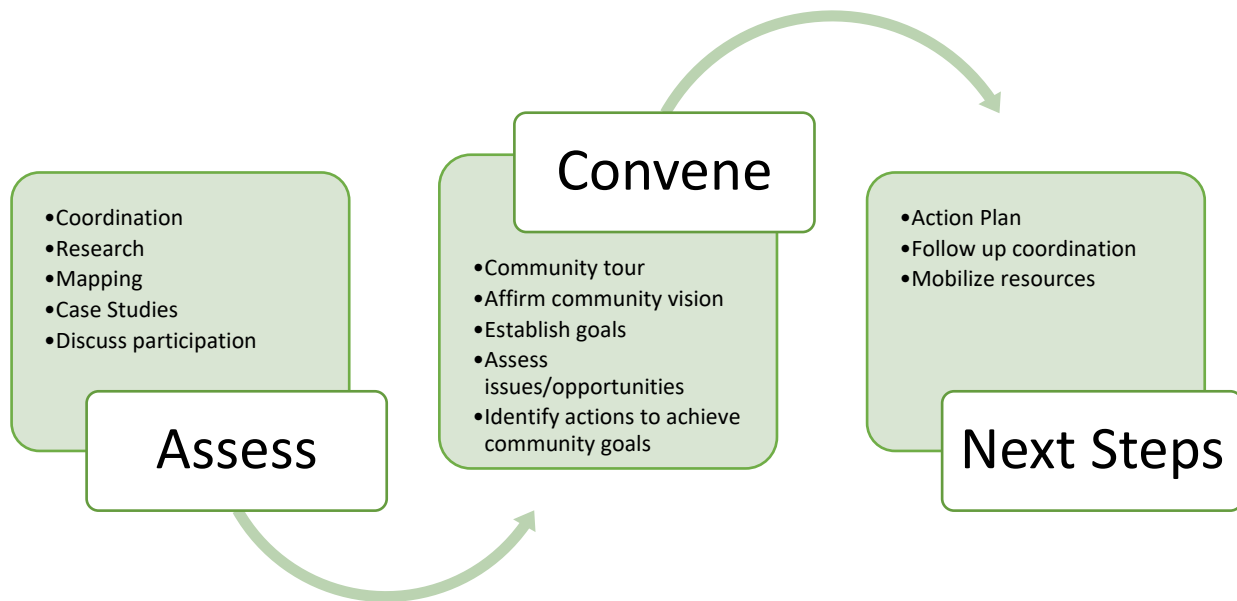 •Coordination
•Research
•Mapping
•Case Studies
•Discuss participation
Assess
Convene
•Community tour
•Affirm community vision
•Establish goals
•Assess
issues/opportunities
•Identify actions to achieve
community goals
•Action Plan
•Follow up coordination
•Mobilize resources
Next Steps